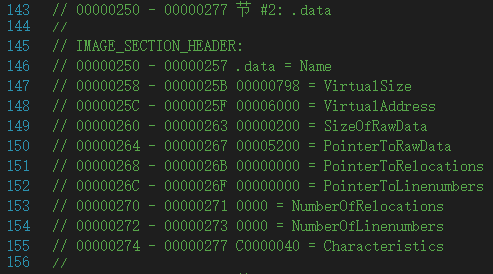 143 // 00000250 - 00000277 节 #2: .data
144 //
145 // IMAGE_SECTION_HEADER:
146 // 00000250 - 00000257 .data = Name
147 // 00000258 - 0000025B 00000798 = VirtualSize
148 // 0000025C - 0000025F 00006000 = VirtualAddress
149 // 00000260 - 00000263 00000200 = SizeOfRawData
150 // 00000264 - 00000267 00005200 = PointerToRawData
151 // 00000268 - 0000026B 00000000 = PointerToRelocations
152 // 0000026C - 0000026F 00000000 = PointerToLinenumbers
153 // 00000270 - 00000271 0000 = NumberOfRelocations
154 // 00000272 - 00000273 0000 = NumberOfLinenumbers
155 // 00000274 - 00000277 C0000040 = Characteristics
156 //